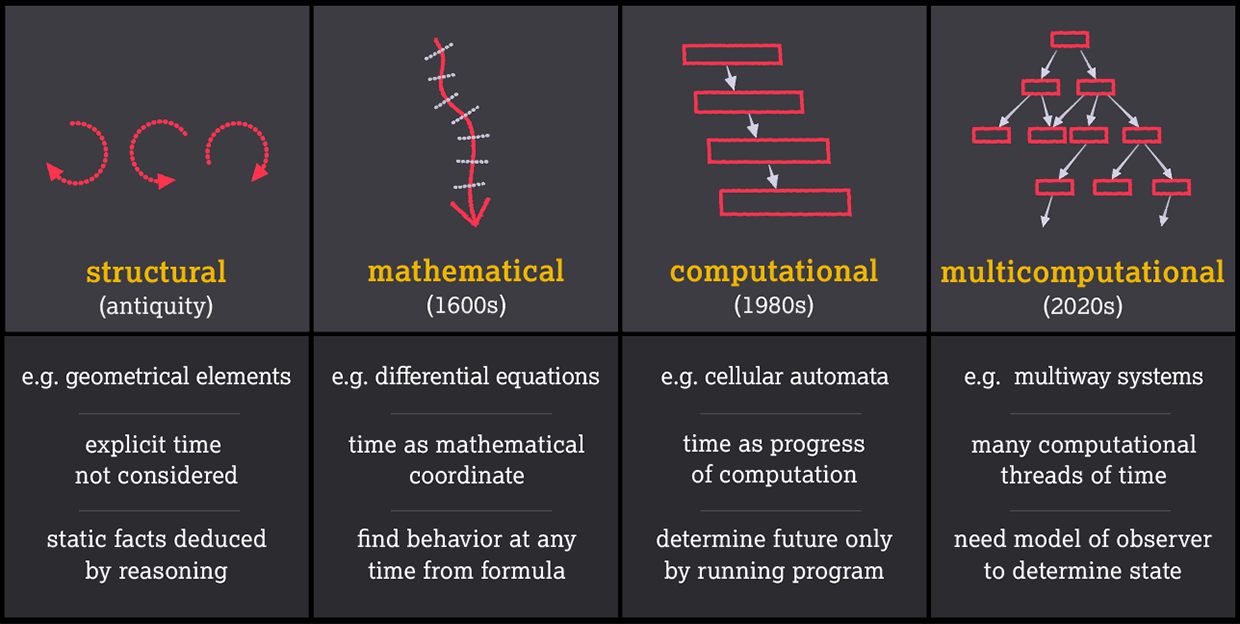 structural
(antiquity)
e.g. geometrical elements
explicit time
not considered
static facts deduced
by reasoning
mathematical
(1600s)
e.g. differential equations
time as mathematical
coordinate
find behavior at any
time from formula
computational
(1980s)
e.g. cellular automata
time as progress
of computation
determine future only
by running program
multicomputational
(2020s)
e.g. multiway systems
many computational
threads of time
need model of observer
to determine state